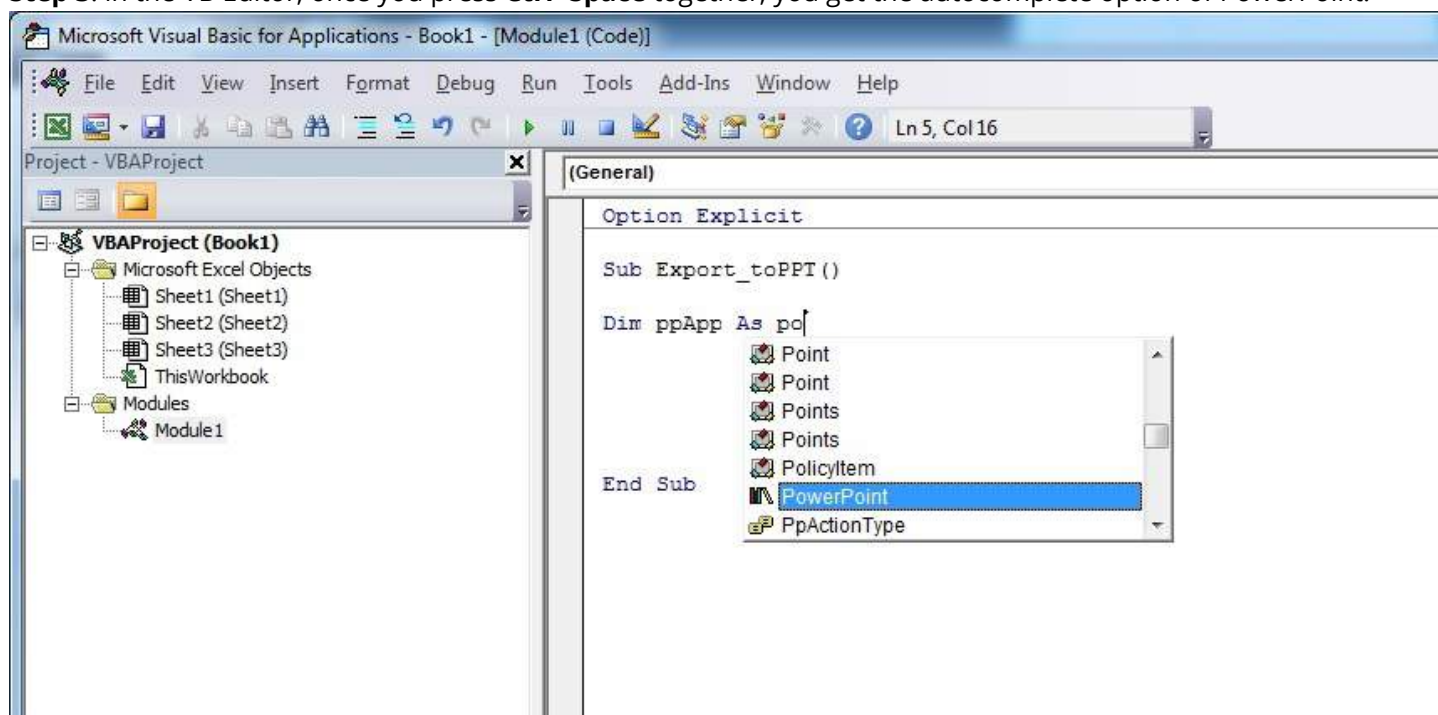 Step 3: In the VB Editor, once you press Ctrl+Space together, you get the autocomplete option of PowerPoint.
Microsoft Visual Basic for Applications - Book1 - [Module1 (Code)]
File Edit View Insert Format Debug Run Tools Add-Ins Window Help
Ln 5, Col 16
Project - VBAProject
(General)
VBAProject (Book1)
Microsoft Excel Objects
Sheet1 (Sheet1)
Sheet2 (Sheet2)
Sheet3 (Sheet3)
ThisWorkbook
Modules
Module1
Option Explicit
Sub Export_toPPT()
Dim ppApp As po
Point
Point
Points
Points
PolicyItem
PowerPoint
PpActionType
End Sub